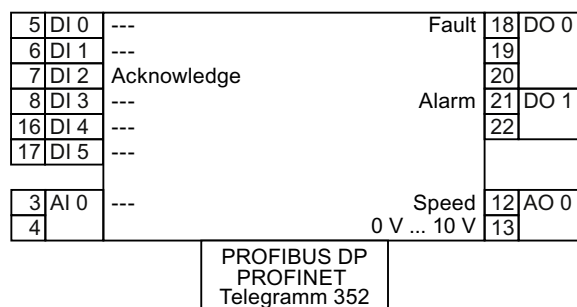 5 DI 0 --- Fault 18 DO 0
6 DI 1 --- 19
7 DI 2 Acknowledge 20
8 DI 3 --- Alarm 21 DO 1
16 DI 4 --- 22
17 DI 5 ---
3 AI 0 --- Speed 12 AO 0
4 0 V ... 10 V 13
PROFIBUS DP
PROFINET
Telegramm 352